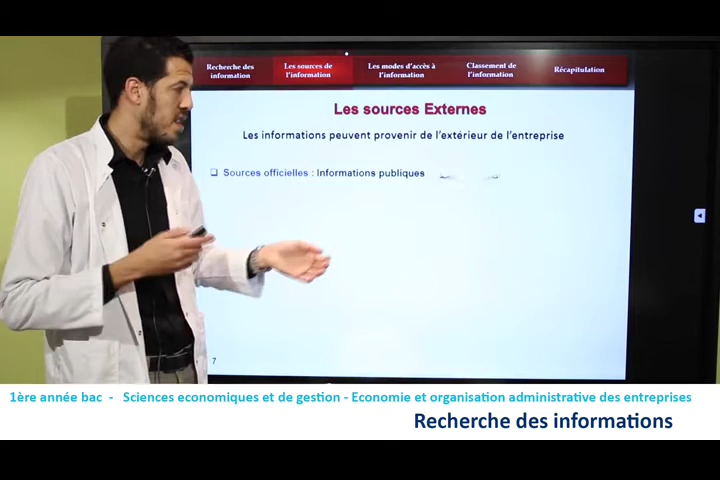 Recherche des information
Les sources de l'information
Les modes d'accès à l'information
Classement de l'information
Récapitulation
Les sources Externes
Les informations peuvent provenir de l'extérieur de l'entreprise
❑ Sources officielles : Informations publiques
7
1ère année bac - Sciences economiques et de gestion - Economie et organisation administrative des entreprises
Recherche des informations